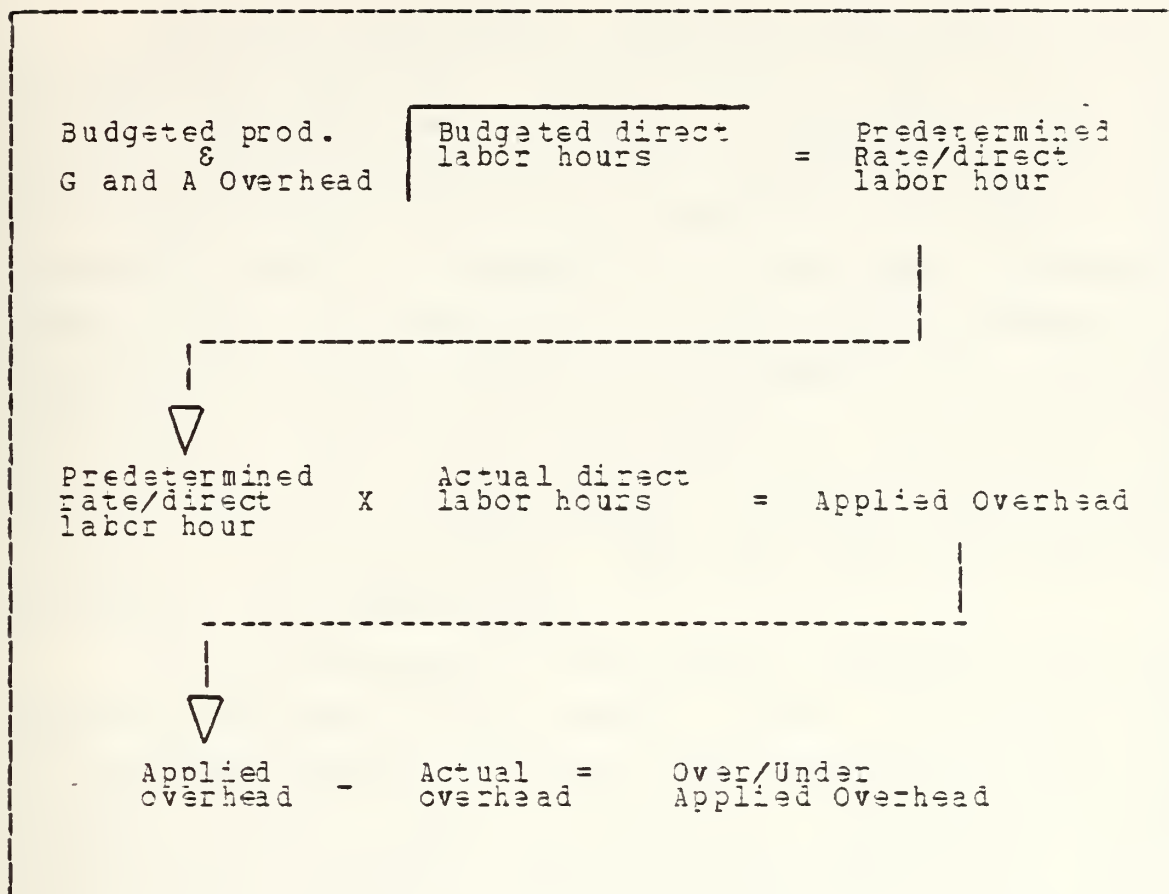 Budgeted prod.
&
G and A Overhead
Budgeted direct
labor hours
=
Predetermined
Rate/direct
labor hour
Predetermined
rate/direct
labor hour
X
Actual direct
labor hours
=
Applied Overhead
Applied
overhead
-
Actual
overhead
=
Over/Under
Applied Overhead